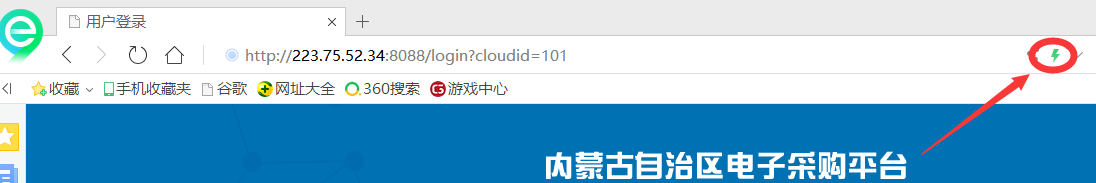 用户登录
http://223.75.52.34:8088/login?cloudid=101
收藏 手机收藏夹 谷歌 网址大全 360搜索 游戏中心
内蒙古自治区电子采购平台